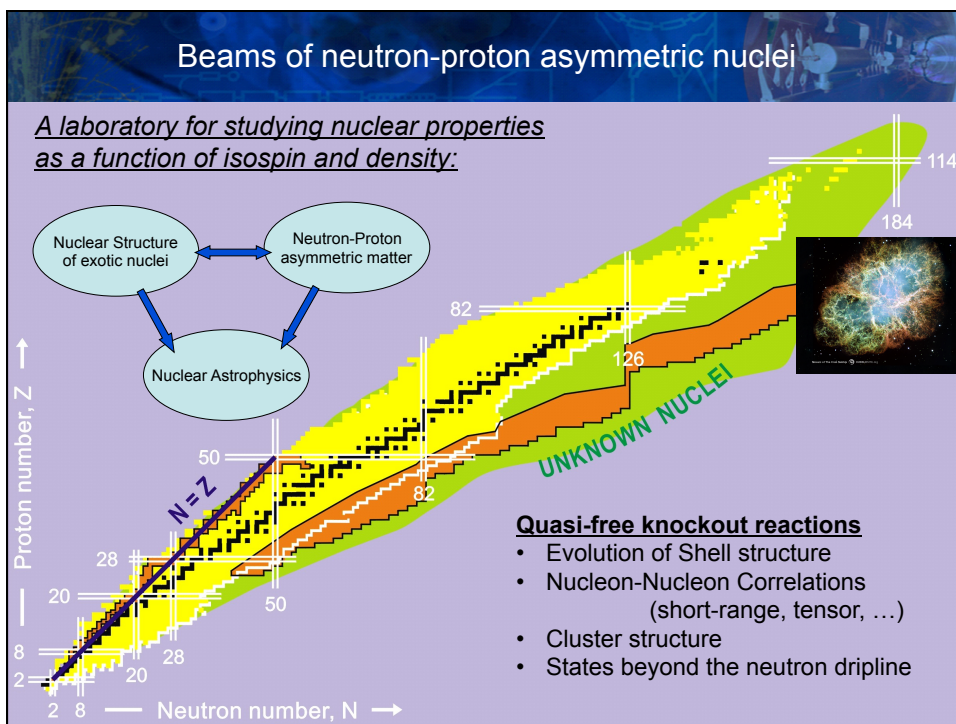 Beams of neutron-proton asymmetric nuclei
A laboratory for studying nuclear properties
as a function of isospin and density:
Nuclear Structure
of exotic nuclei
Neutron-Proton
asymmetric matter
Nuclear Astrophysics
114
184
82
126
UNKNOWN NUCLEI
50
82
N = Z
28
50
20
28
20
8
2
2 8
Proton number, Z
Neutron number, N
Quasi-free knockout reactions
• Evolution of Shell structure
• Nucleon-Nucleon Correlations
(short-range, tensor, …)
• Cluster structure
• States beyond the neutron dripline